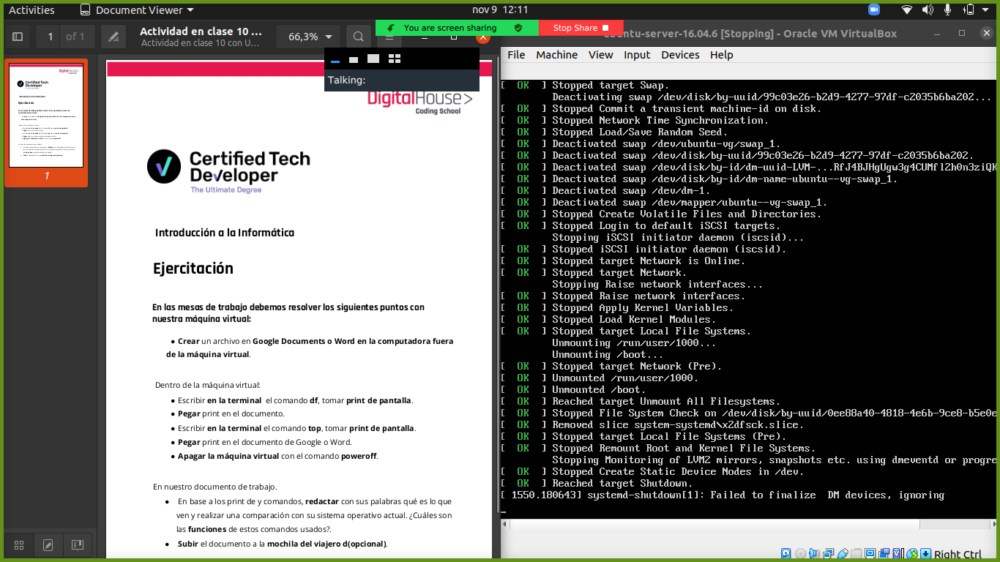 Activities
Document Viewer
nov 9 12:11
1 of 1
Actividad en clase 10 ...
Actividad en clase 10 con U...
66,3%
You are screen sharing
Stop Share
Talking:
1
DigitalHouse>
Coding School
Certified Tech
Developer
The Ultimate Degree
Introducción a la Informática
Ejercitación
En las mesas de trabajo debemos resolver los siguientes puntos con
nuestra máquina virtual:
● Crear un archivo en Google Documents o Word en la computadora fuera
de la máquina virtual.
Dentro de la máquina virtual:
● Escribir en la terminal el comando df, tomar print de pantalla.
● Pegar print en el documento.
● Escribir en la terminal el comando top, tomar print de pantalla.
● Pegar print en el documento de Google o Word.
● Apagar la máquina virtual con el comando poweroff.
En nuestro documento de trabajo.
● En base a los print de y comandos, redactar con sus palabras qué es lo que
ven y realizar una comparación con su sistema operativo actual. ¿Cuáles son
las funciones de estos comandos usados?.
● Subir el documento a la mochila del viajero d(opcional).
ubuntu-server-16.04.6 [Stopping] - Oracle VM VirtualBox
File Machine View Input Devices Help
[ OK ] Stopped target Swap.
Deactivating swap /dev/disk/by-uuid/99c03e26-b2d9-4277-97df-c2035b6ba202...
[ OK ] Stopped Commit a transient machine-id on disk.
[ OK ] Stopped Network Time Synchronization.
[ OK ] Stopped Load/Save Random Seed.
[ OK ] Deactivated swap /dev/ubuntu-vg/swap_1.
[ OK ] Deactivated swap /dev/disk/by-uuid/99c03e26-b2d9-4277-97df-c2035b6ba202.
[ OK ] Deactivated swap /dev/disk/by-id/dm-uuid-LVM-...RfJ4BJHgUgw3g4CUMfl2h0n3ziQK
[ OK ] Deactivated swap /dev/disk/by-id/dm-name-ubuntu--vg-swap_1.
[ OK ] Deactivated swap /dev/dm-1.
[ OK ] Deactivated swap /dev/mapper/ubuntu--vg-swap_1.
[ OK ] Stopped Create Volatile Files and Directories.
[ OK ] Stopped Login to default iSCSI targets.
Stopping iSCSI initiator daemon (iscsid)...
[ OK ] Stopped iSCSI initiator daemon (iscsid).
[ OK ] Stopped target Network is Online.
[ OK ] Stopped target Network.
Stopping Raise network interfaces...
[ OK ] Stopped Raise network interfaces.
[ OK ] Stopped Apply Kernel Variables.
[ OK ] Stopped Load Kernel Modules.
[ OK ] Stopped target Local File Systems.
Unmounting /run/user/1000...
Unmounting /boot...
[ OK ] Stopped target Network (Pre).
[ OK ] Unmounted /run/user/1000.
[ OK ] Unmounted /boot.
[ OK ] Reached target Unmount All Filesystems.
[ OK ] Stopped File System Check on /dev/disk/by-uuid/0ee88a40-4818-4e6b-9ce8-b5e0e
[ OK ] Removed slice system-systemd\x2dfsck.slice.
[ OK ] Stopped target Local File Systems (Pre).
[ OK ] Stopped Remount Root and Kernel File Systems.
Stopping Monitoring of LVM2 mirrors, snapshots etc. using dmeventd or progre
[ OK ] Stopped Create Static Device Nodes in /dev.
[ OK ] Reached target Shutdown.
[ 1550.180643] systemd-shutdown[1]: Failed to finalize  DM devices, ignoring
Right Ctrl